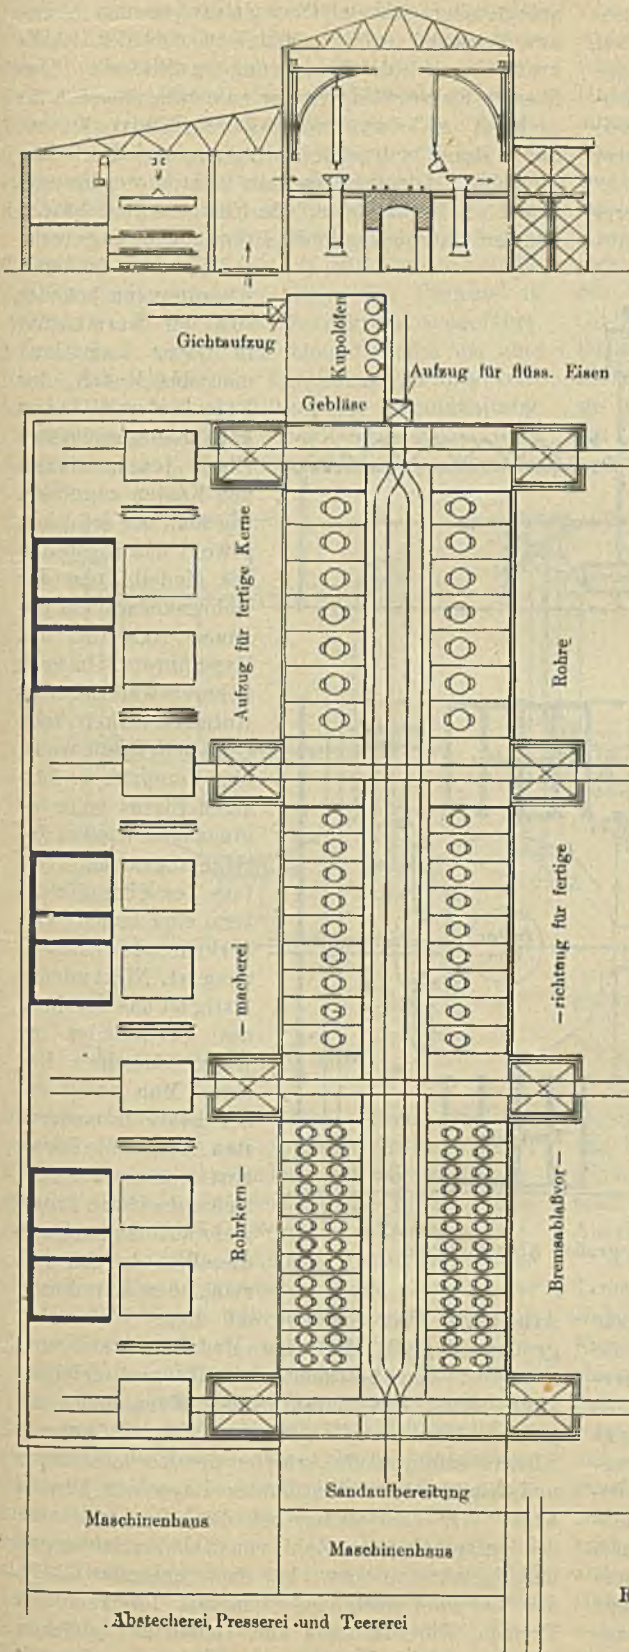 Gichtaufzug
Kupolöfen
Gebläse
Aufzug für flüss. Eisen
Aufzug für fertige Kerne
Rohre
— macherei
—richtung für fertige
Rohrkern—
Bremsablaßvor—
Sandaufbereitung
Maschinenhaus
Maschinenhaus
Abstecherei, Presserei und Teererei